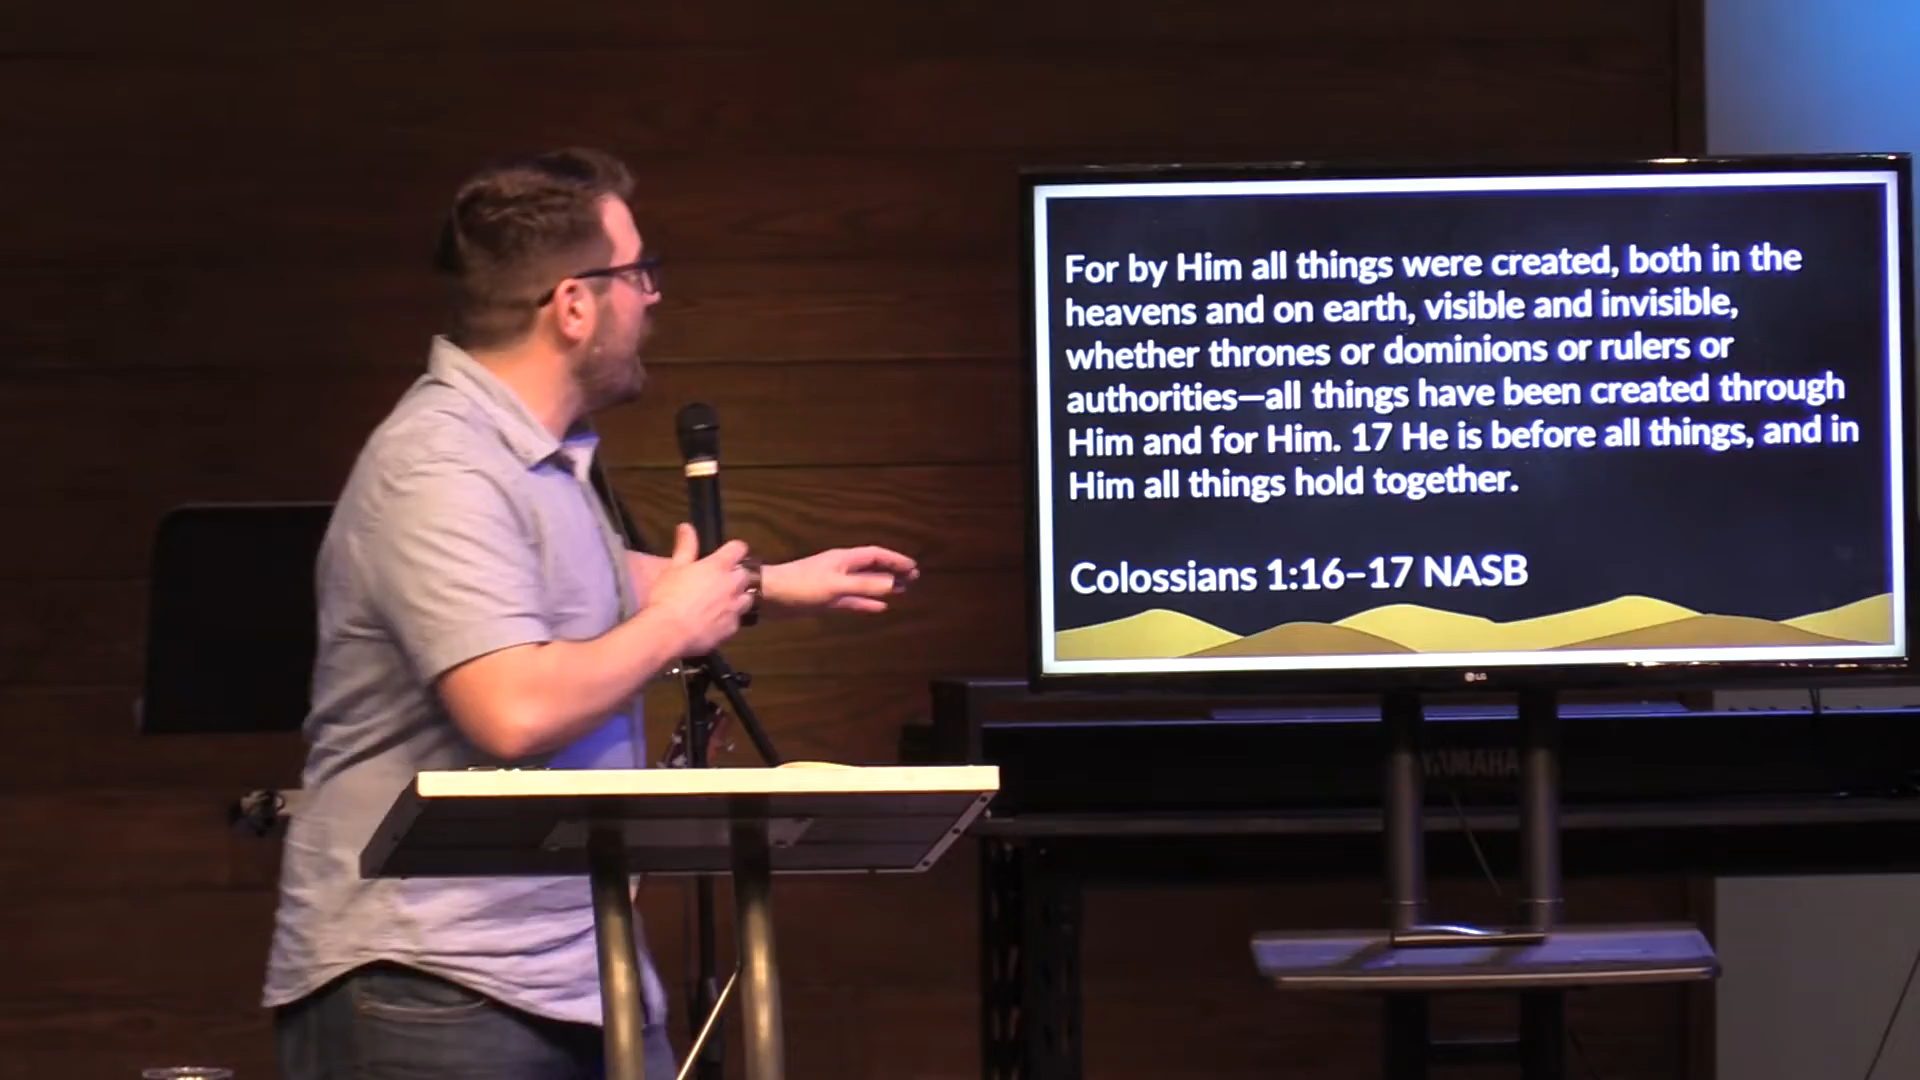 For by Him all things were created, both in the
heavens and on earth, visible and invisible,
whether thrones or dominions or rulers or
authorities—all things have been created through
Him and for Him. 17 He is before all things, and in
Him all things hold together.
Colossians 1:16–17 NASB
LG
YAMAHA